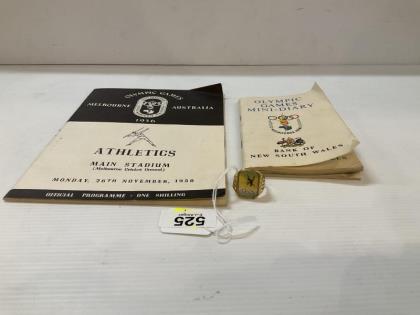 OLYMPIC GAMES
MELBOURNE AUSTRALIA
1956
ATHLETICS
MAIN STADIUM
(Melbourne Cricket Ground)
MONDAY, 26TH NOVEMBER, 1956
OFFICIAL PROGRAMME - ONE SHILLING
OLYMPIC GAMES
MINI-DIARY
BANK OF
NEW SOUTH WALES
525